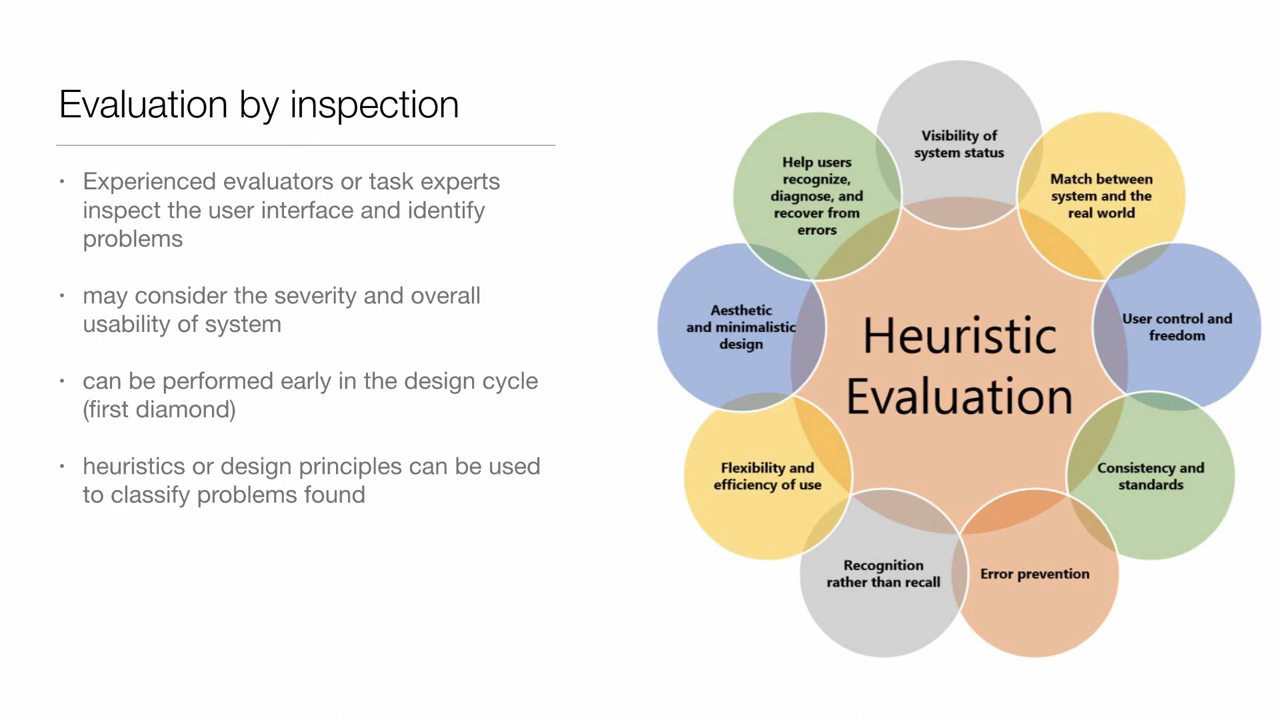 Evaluation by inspection
• Experienced evaluators or task experts
inspect the user interface and identify
problems
• may consider the severity and overall
usability of system
• can be performed early in the design cycle
(first diamond)
• heuristics or design principles can be used
to classify problems found
Heuristic
Evaluation
Visibility of
system status
Match between
system and the
real world
User control and
freedom
Consistency and
standards
Error prevention
Recognition
rather than recall
Flexibility and
efficiency of use
Aesthetic
and minimalistic
design
Help users
recognize,
diagnose, and
recover from
errors